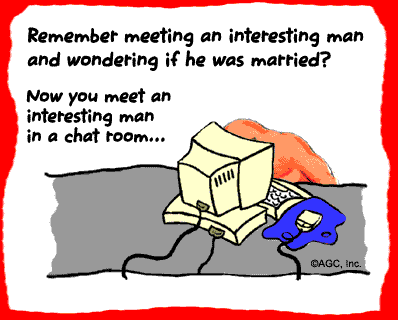 Remember meeting an interesting man
and wondering if he was married?
Now you meet an
interesting man
in a chat room...
©AGC, Inc.